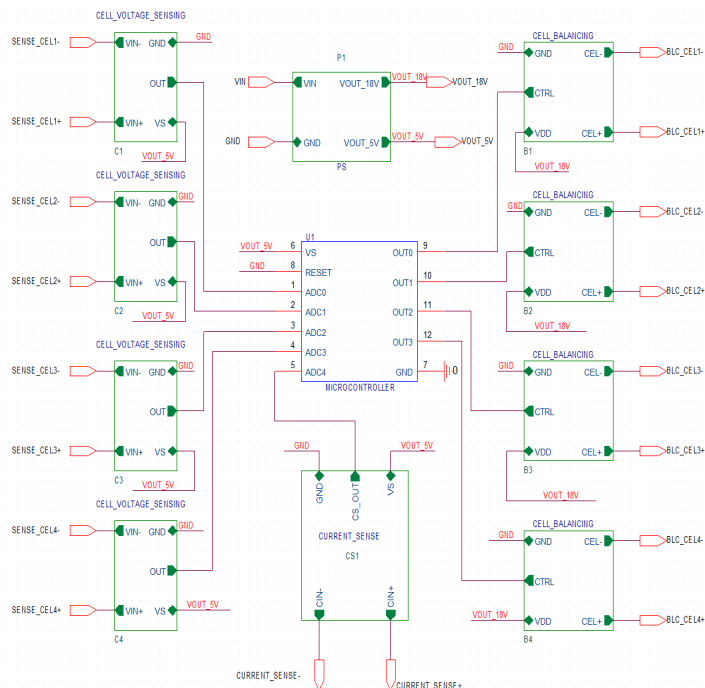 CELL_VOLTAGE_SENSING
SENSE_CEL1-
VIN-
GND
GND
OUT
SENSE_CEL1+
VIN+
VS
VOUT_5V
C1
CELL_VOLTAGE_SENSING
SENSE_CEL2-
VIN-
GND
GND
OUT
SENSE_CEL2+
VIN+
VS
VOUT_5V
C2
CELL_VOLTAGE_SENSING
SENSE_CEL3-
VIN-
GND
GND
OUT
SENSE_CEL3+
VIN+
VS
VOUT_5V
C3
CELL_VOLTAGE_SENSING
SENSE_CEL4-
VIN-
GND
GND
OUT
SENSE_CEL4+
VIN+
VS
VOUT_5V
C4
P1
VIN
VIN
VOUT_18V
VOUT_18V
VOUT_18V
GND
GND
VOUT_5V
VOUT_5V
VOUT_5V
PS
U1
VOUT_5V
6
VS
GND
8
RESET
1
ADC0
2
ADC1
3
ADC2
4
ADC3
5
ADC4
OUT0
9
OUT1
10
OUT2
11
OUT3
12
GND
7
0
MICROCONTROLLER
GND
VOUT_5V
GND
CS_OUT
VS
CURRENT_SENSE
CS1
CIN-
CIN+
CURRENT_SENSE-
CURRENT_SENSE+
CELL_BALANCING
GND
GND
CEL-
BLC_CEL1-
CTRL
VDD
CEL+
BLC_CEL1+
B1
VOUT_18V
CELL_BALANCING
GND
GND
CEL-
BLC_CEL2-
CTRL
VDD
CEL+
BLC_CEL2+
B2
VOUT_18V
CELL_BALANCING
GND
GND
CEL-
BLC_CEL3-
CTRL
VDD
CEL+
BLC_CEL3+
B3
VOUT_18V
CELL_BALANCING
GND
GND
CEL-
BLC_CEL4-
CTRL
VOUT_18V
VDD
CEL+
BLC_CEL4+
B4